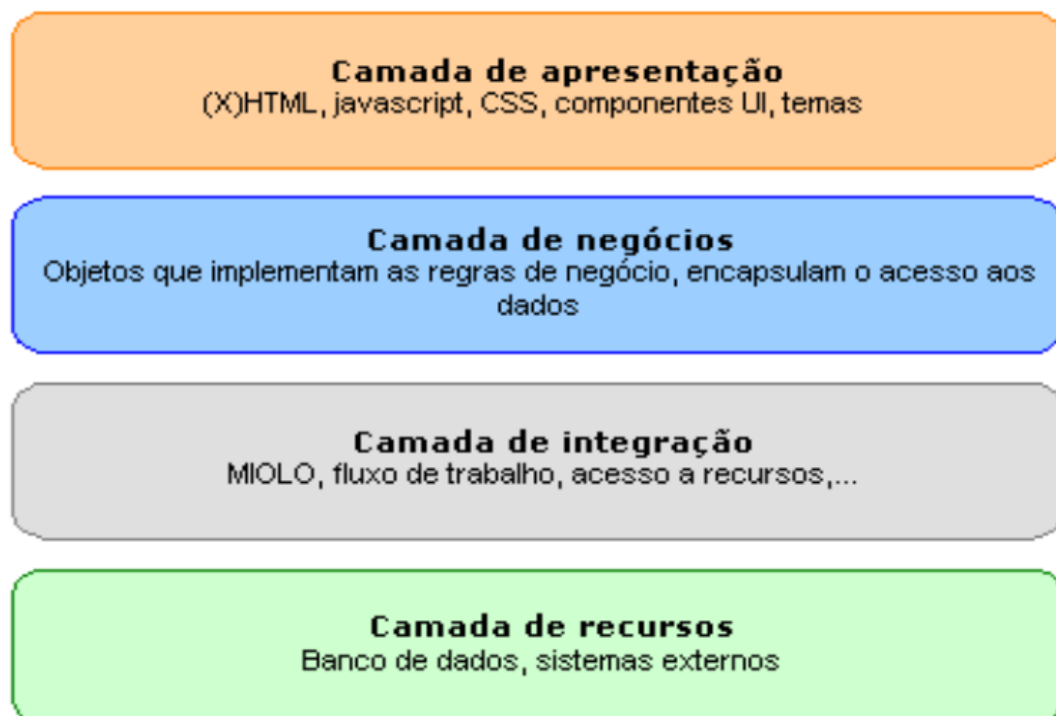 Camada de apresentação
(X)HTML, javascript, CSS, componentes UI, temas
Camada de negócios
Objetos que implementam as regras de negócio, encapsulam o acesso aos
dados
Camada de integração
MIOLO, fluxo de trabalho, acesso a recursos,...
Camada de recursos
Banco de dados, sistemas externos